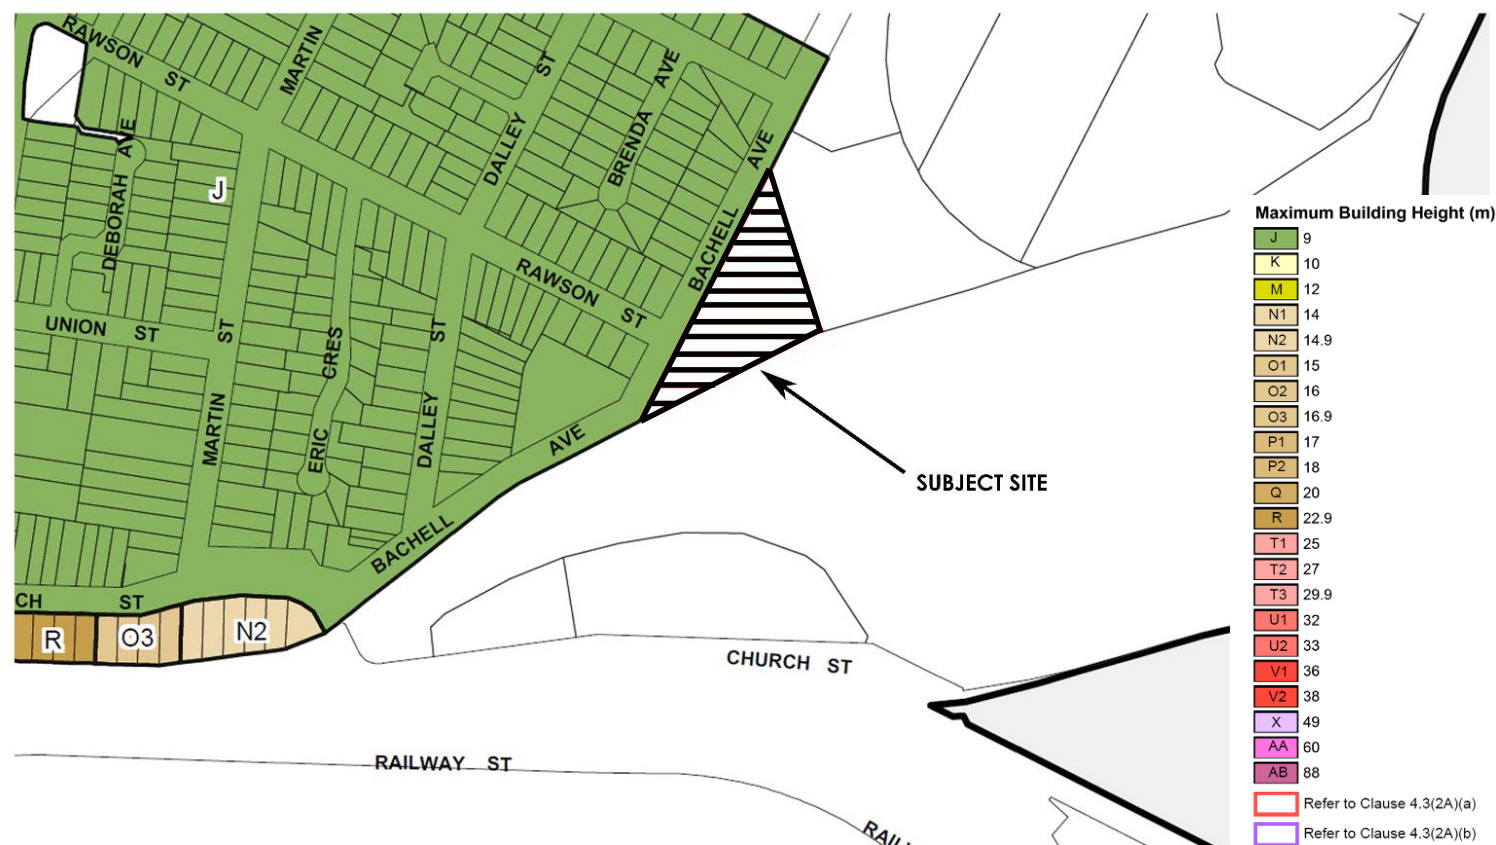 RAWSON ST
MARTIN
DALLEY ST
BRENDA AVE
BACHELL AVE
DEBORAH AVE
J
RAWSON ST
UNION ST
MARTIN ST
ERIC CRES
DALLEY ST
BACHELL AVE
SUBJECT SITE
CH ST
R
O3
N2
CHURCH ST
RAILWAY ST
RAIL
Maximum Building Height (m)
J 9
K 10
M 12
N1 14
N2 14.9
O1 15
O2 16
O3 16.9
P1 17
P2 18
Q 20
R 22.9
T1 25
T2 27
T3 29.9
U1 32
U2 33
V1 36
V2 38
X 49
AA 60
AB 88
Refer to Clause 4.3(2A)(a)
Refer to Clause 4.3(2A)(b)